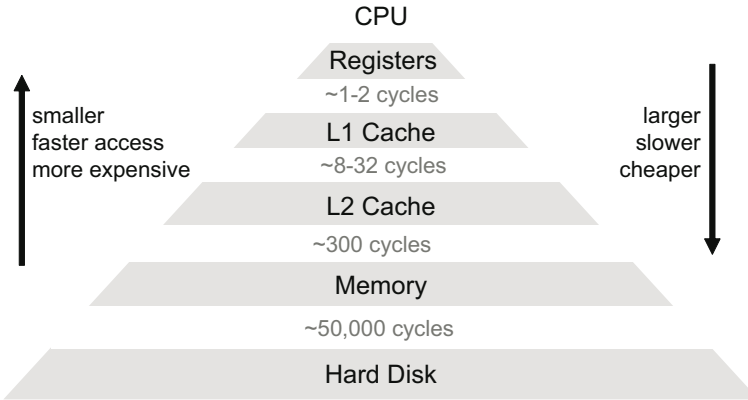 CPU
Registers
~1-2 cycles
smaller
faster access
more expensive
larger
slower
cheaper
L1 Cache
~8-32 cycles
L2 Cache
~300 cycles
Memory
~50,000 cycles
Hard Disk